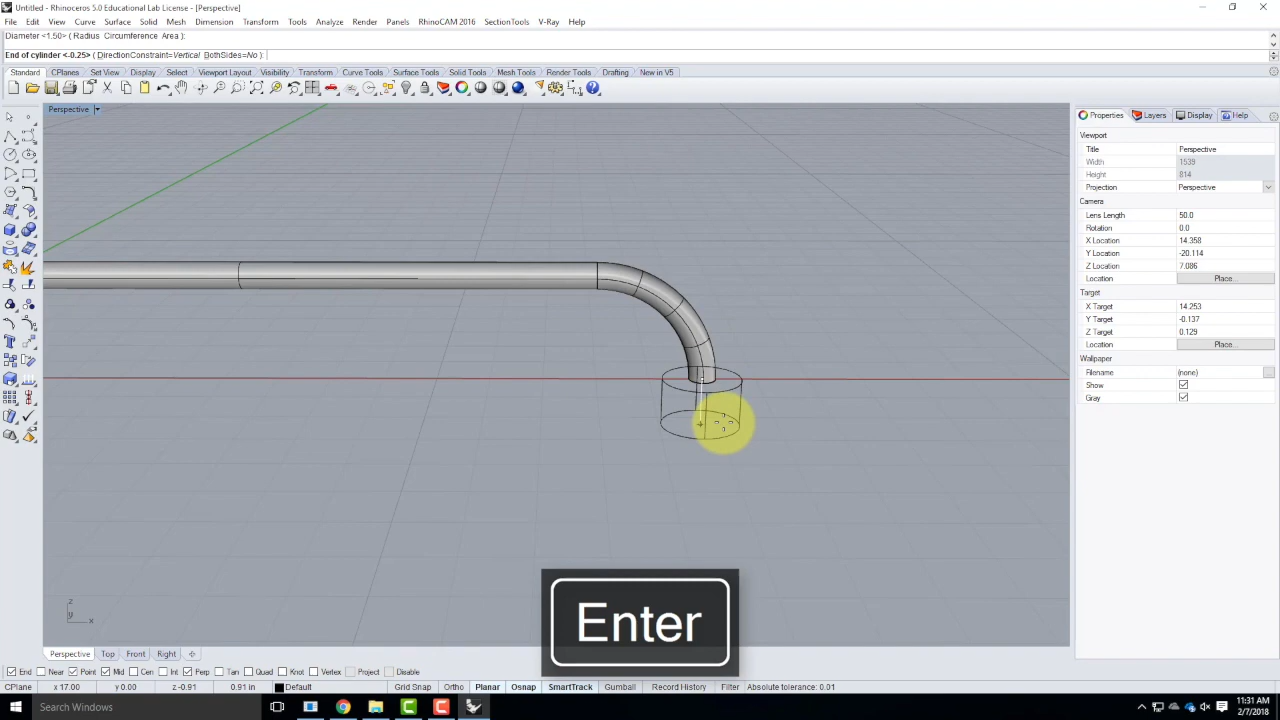 Untitled - Rhinoceros 5.0 Educational Lab License - [Perspective]
File Edit View Curve Surface Solid Mesh Dimension Transform Tools Analyze Render Panels RhinoCAM 2016 SectionTools V-Ray Help
Diameter <1.50> ( Radius Circumference Area ):
End of cylinder <-0.25> ( DirectionConstraint=Vertical BothSides=No ):
Standard CPlanes Set View Display Select Viewport Layout Visibility Transform Curve Tools Surface Tools Solid Tools Mesh Tools Render Tools Drafting New in V5
Perspective
Properties Layers Display Help
Viewport
Title Perspective
Width 1539
Height 814
Projection Perspective
Camera
Lens Length 50.0
Rotation 0.0
X Location 14.358
Y Location -20.114
Z Location 7.086
Location Place...
Target
X Target 14.253
Y Target -0.137
Z Target 0.129
Location Place...
Wallpaper
Filename (none)
Show
Gray
Enter
z
y
x
Perspective Top Front Right
End Near Point Mid Cen Int Perp Tan Quad Knot Vertex Project Disable
CPlane x 17.00 y 0.00 z -0.91 0.91 in Default Grid Snap Ortho Planar Osnap SmartTrack Gumball Record History Filter Absolute tolerance: 0.01
Search Windows
11:31 AM
2/7/2018